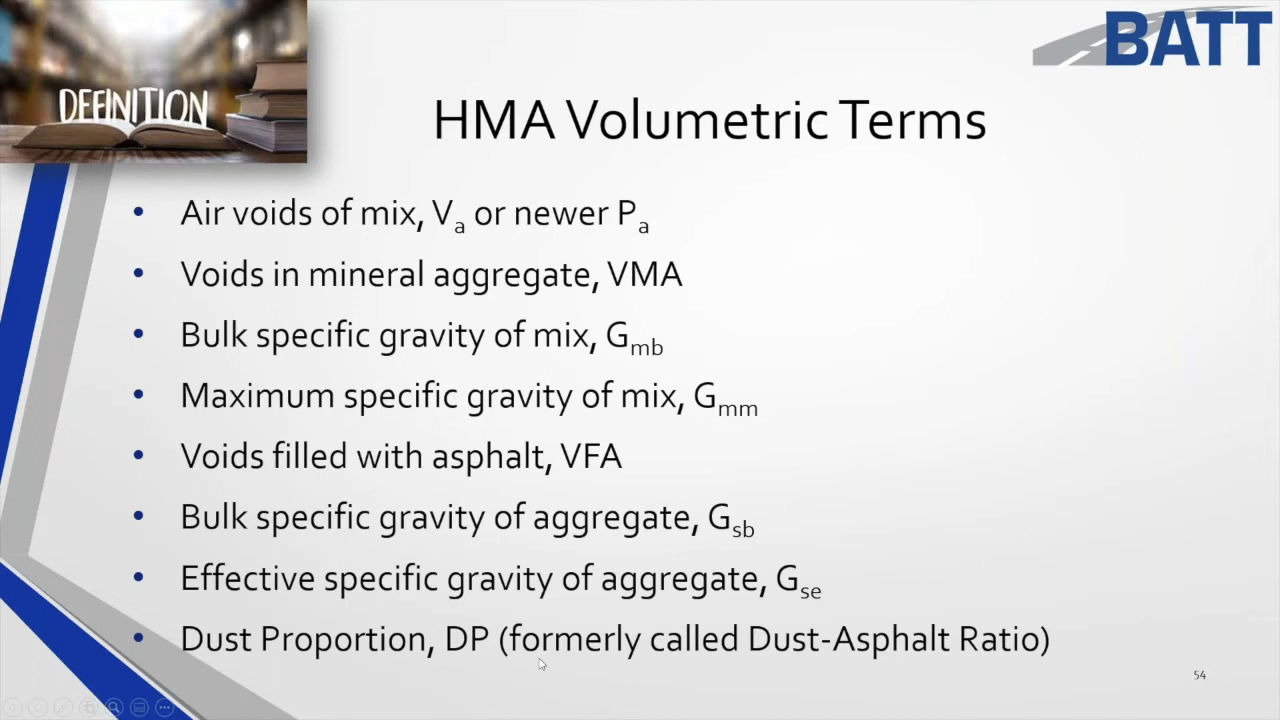 DEFINITION
BATT
HMA Volumetric Terms
• Air voids of mix, Vₐ or newer Pₐ
• Voids in mineral aggregate, VMA
• Bulk specific gravity of mix, Gmb
• Maximum specific gravity of mix, Gmm
• Voids filled with asphalt, VFA
• Bulk specific gravity of aggregate, Gsb
• Effective specific gravity of aggregate, Gse
• Dust Proportion, DP (formerly called Dust-Asphalt Ratio)
54